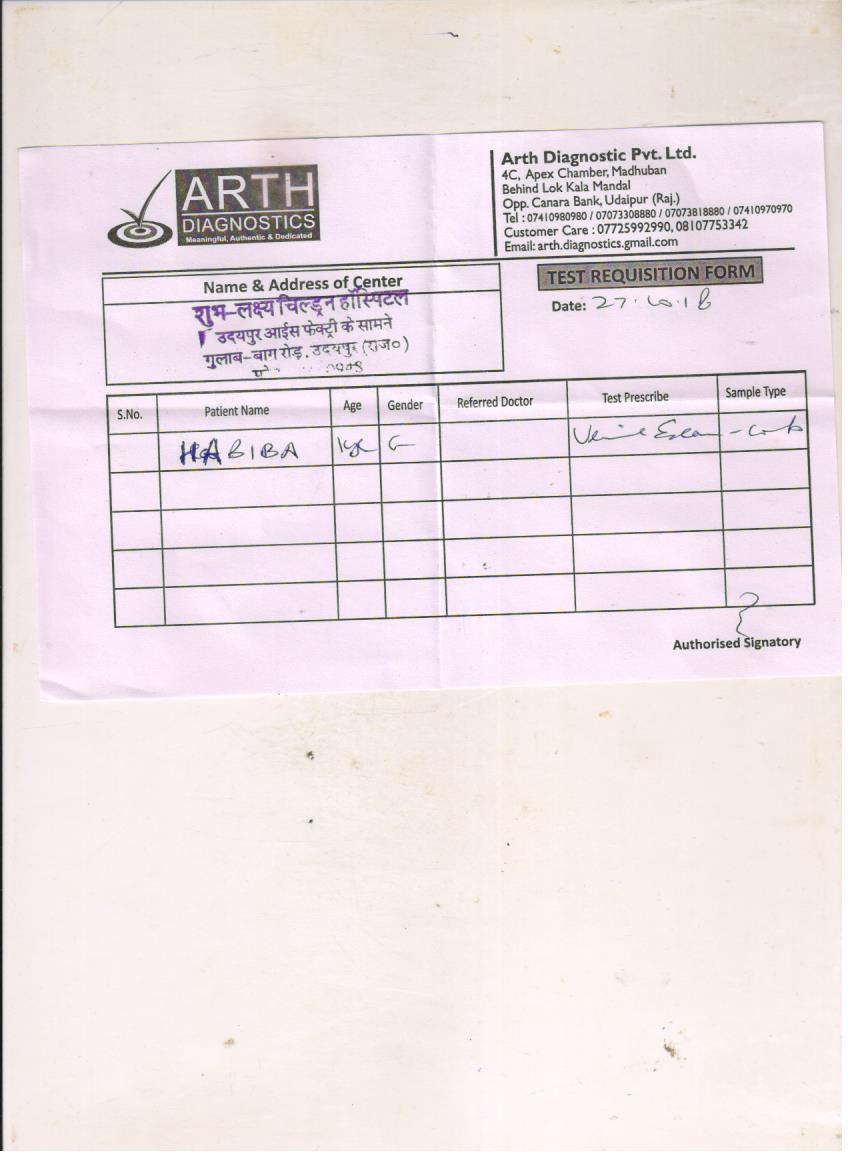 ARTH
DIAGNOSTICS
Meaningful, Authentic & Dedicated
Arth Diagnostic Pvt. Ltd.
4C, Apex Chamber, Madhuban
Behind Lok Kala Mandal
Opp. Canara Bank, Udaipur (Raj.)
Tel : 07410980980 / 07073308880 / 07073818880 / 07410970970
Customer Care : 07725992990, 08107753342
Email: arth.diagnostics.gmail.com
Name & Address of Center
शुभ-लक्ष्य चिल्ड्रन हॉस्पिटल
उदयपुर आईस फेक्ट्री के सामने
गुलाब-बाग रोड़, उदयपुर (राज०)
TEST REQUISITION FORM
Date: 27.10.1
S.No. Patient Name Age Gender Referred Doctor Test Prescribe Sample Type
HABIBA
Authorised Signatory